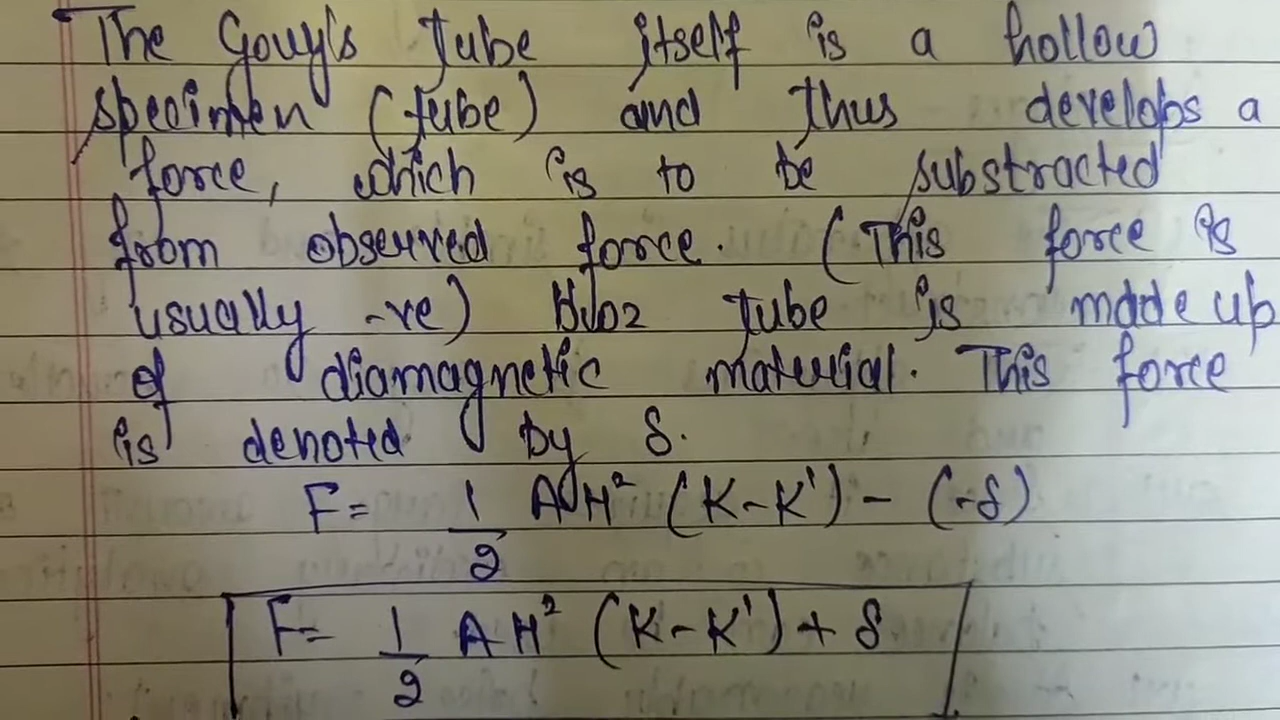 The Gouy's tube itself is a hollow
specimen (tube) and thus develops a
force, which is to be substracted
from observed force. (This force is
usually -ve) tube is made up
of diamagnetic material. This force
is denoted by δ.
F = 1/2 AH² (K-K') - (-δ)
F = 1/2 AH² (K-K') + δ